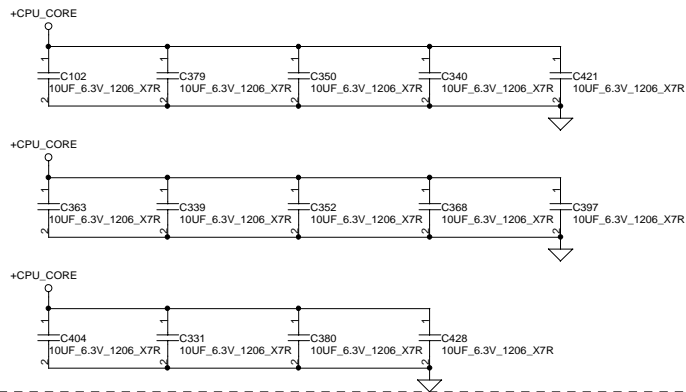 +CPU_CORE
1 1 1 1 1
C102 C379 C350 C340 C421
10UF_6.3V_1206_X7R 10UF_6.3V_1206_X7R 10UF_6.3V_1206_X7R 10UF_6.3V_1206_X7R 10UF_6.3V_1206_X7R
2 2 2 2 2
+CPU_CORE
1 1 1 1 1
C363 C339 C352 C368 C397
10UF_6.3V_1206_X7R 10UF_6.3V_1206_X7R 10UF_6.3V_1206_X7R 10UF_6.3V_1206_X7R 10UF_6.3V_1206_X7R
2 2 2 2 2
+CPU_CORE
1 1 1 1
C404 C331 C380 C428
10UF_6.3V_1206_X7R 10UF_6.3V_1206_X7R 10UF_6.3V_1206_X7R 10UF_6.3V_1206_X7R
2 2 2 2